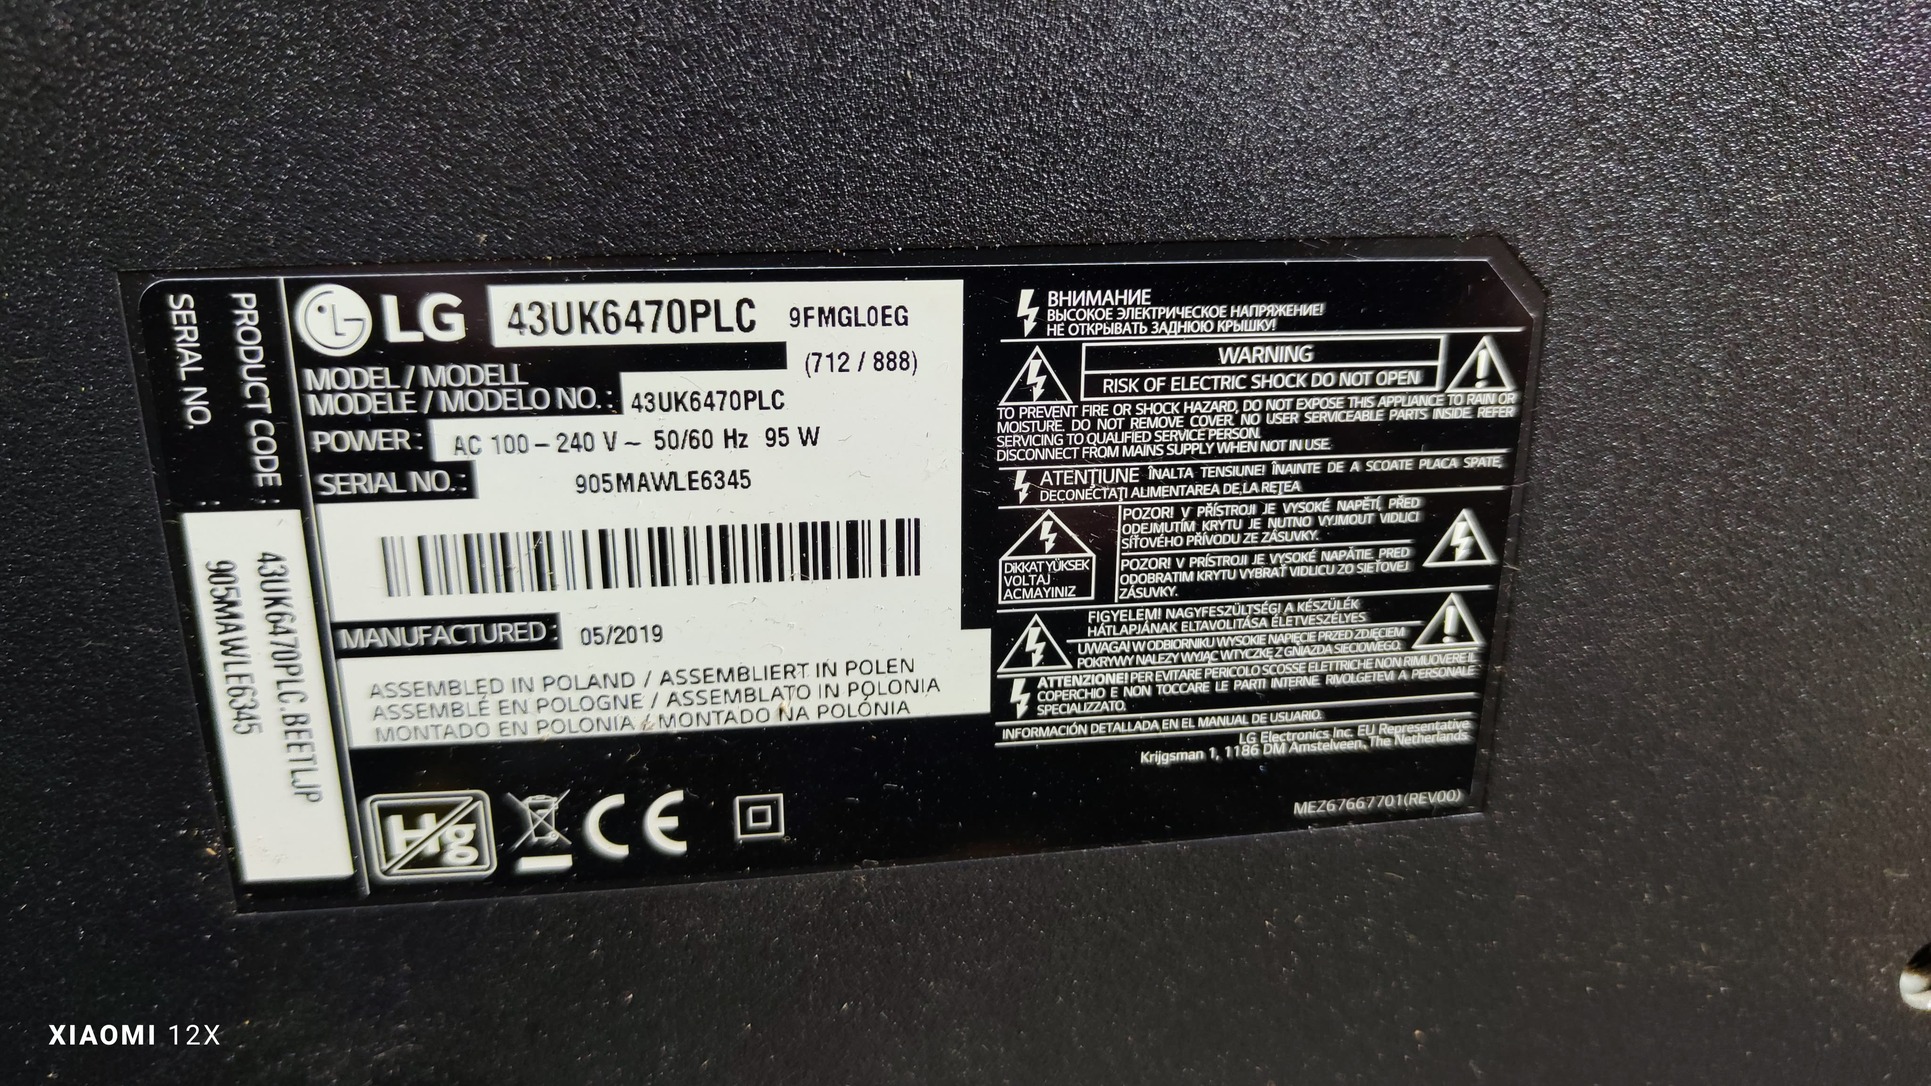 SERIAL NO. : 905MAWLE6345
PRODUCT CODE : 43UK6470PLC.BEETLJP
LG 43UK6470PLC 9FMGL0EG
(712 / 888)
MODEL / MODELL
MODELE / MODELO NO. : 43UK6470PLC
POWER : AC 100 – 240 V ~ 50/60 Hz 95 W
SERIAL NO. : 905MAWLE6345
MANUFACTURED : 05/2019
ASSEMBLED IN POLAND / ASSEMBLIERT IN POLEN
ASSEMBLÉ EN POLOGNE / ASSEMBLATO IN POLONIA
MONTADO EN POLONIA / MONTADO NA POLÓNIA
Hg
CE
ВНИМАНИЕ
ВЫСОКОЕ ЭЛЕКТРИЧЕСКОЕ НАПРЯЖЕНИЕ!
НЕ ОТКРЫВАТЬ ЗАДНЮЮ КРЫШКУ!
WARNING
RISK OF ELECTRIC SHOCK DO NOT OPEN
TO PREVENT FIRE OR SHOCK HAZARD, DO NOT EXPOSE THIS APPLIANCE TO RAIN OR
MOISTURE. DO NOT REMOVE COVER. NO USER SERVICEABLE PARTS INSIDE. REFER
SERVICING TO QUALIFIED SERVICE PERSON.
DISCONNECT FROM MAINS SUPPLY WHEN NOT IN USE.
ATENȚIUNE ÎNALTA TENSIUNE! ÎNAINTE DE A SCOATE PLACA SPATE,
DECONECTAȚI ALIMENTAREA DE LA REȚEA
DIKKAT YÜKSEK
VOLTAJ
ACMAYINIZ
POZOR! V PŘÍSTROJI JE VYSOKÉ NAPĚTÍ, PŘED
ODEJMUTÍM KRYTU JE NUTNO VYJMOUT VIDLICI
SÍŤOVÉHO PŘÍVODU ZE ZÁSUVKY.
POZOR! V PRÍSTROJI JE VYSOKÉ NAPÄTIE, PRED
ODOBRATIM KRYTU VYBRAŤ VIDLICU ZO SIEŤOVEJ
ZÁSUVKY.
FIGYELEM! NAGYFESZÜLTSÉG! A KÉSZÜLÉK
HÁTLAPJÁNAK ELTAVOLITÁSA ÉLETVESZÉLYES
UWAGA! W ODBIORNIKU WYSOKIE NAPIĘCIE PRZED ZDJĘCIEM
POKRYWY NALEŻY WYJĄĆ WTYCZKĘ Z GNIAZDA SIECIOWEGO.
ATTENZIONE! PER EVITARE PERICOLO SCOSSE ELETTRICHE NON RIMUOVERE IL
COPERCHIO E NON TOCCARE LE PARTI INTERNE. RIVOLGETEVI A PERSONALE
SPECIALIZZATO.
INFORMACIÓN DETALLADA EN EL MANUAL DE USUARIO.
LG Electronics Inc. EU Representative
Krijgsman 1, 1186 DM Amstelveen, The Netherlands
MEZ67667701(REV00)
XIAOMI 12X